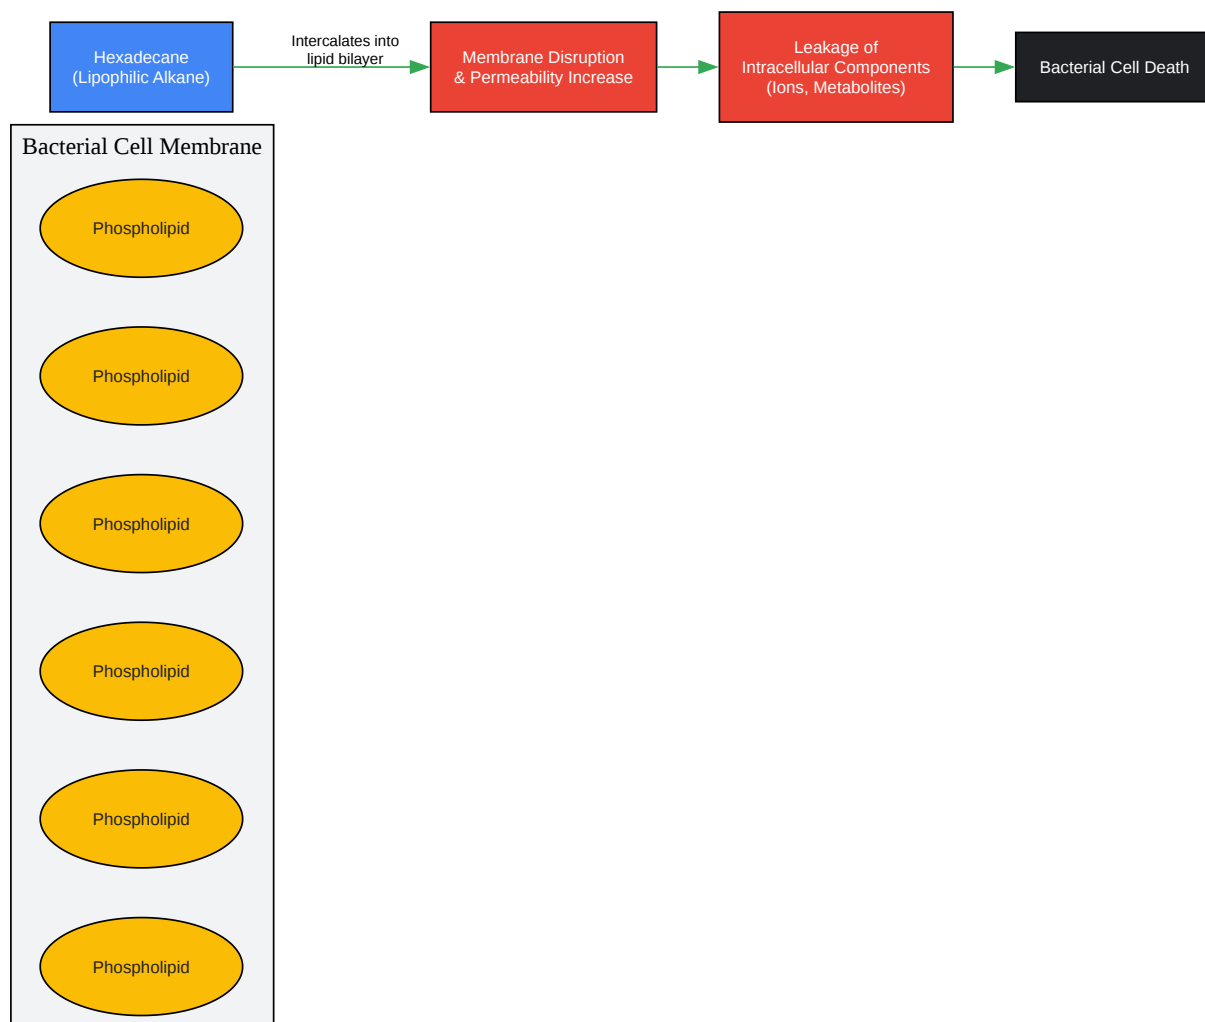 Hexadecane
(Lipophilic Alkane)
Intercalates into
lipid bilayer
Membrane Disruption
& Permeability Increase
Leakage of
Intracellular Components
(Ions, Metabolites)
Bacterial Cell Death
Bacterial Cell Membrane
Phospholipid
Phospholipid
Phospholipid
Phospholipid
Phospholipid
Phospholipid